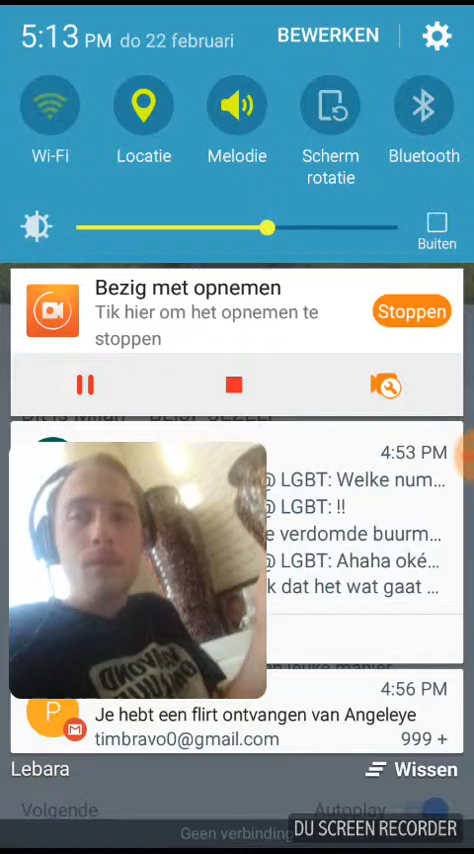 5:13 PM do 22 februari BEWERKEN
Wi-Fi Locatie Melodie Scherm rotatie Bluetooth
Buiten
Bezig met opnemen
Tik hier om het opnemen te
stoppen
Stoppen
4:53 PM
@ LGBT: Welke num...
@ LGBT: !!
e verdomde buurm...
@ LGBT: Ahaha oké...
k dat het wat gaat ...
4:56 PM
P
Je hebt een flirt ontvangen van Angeleye
timbravo0@gmail.com 999 +
Lebara Wissen
Volgende Autoplay
Geen verbinding
DU SCREEN RECORDER